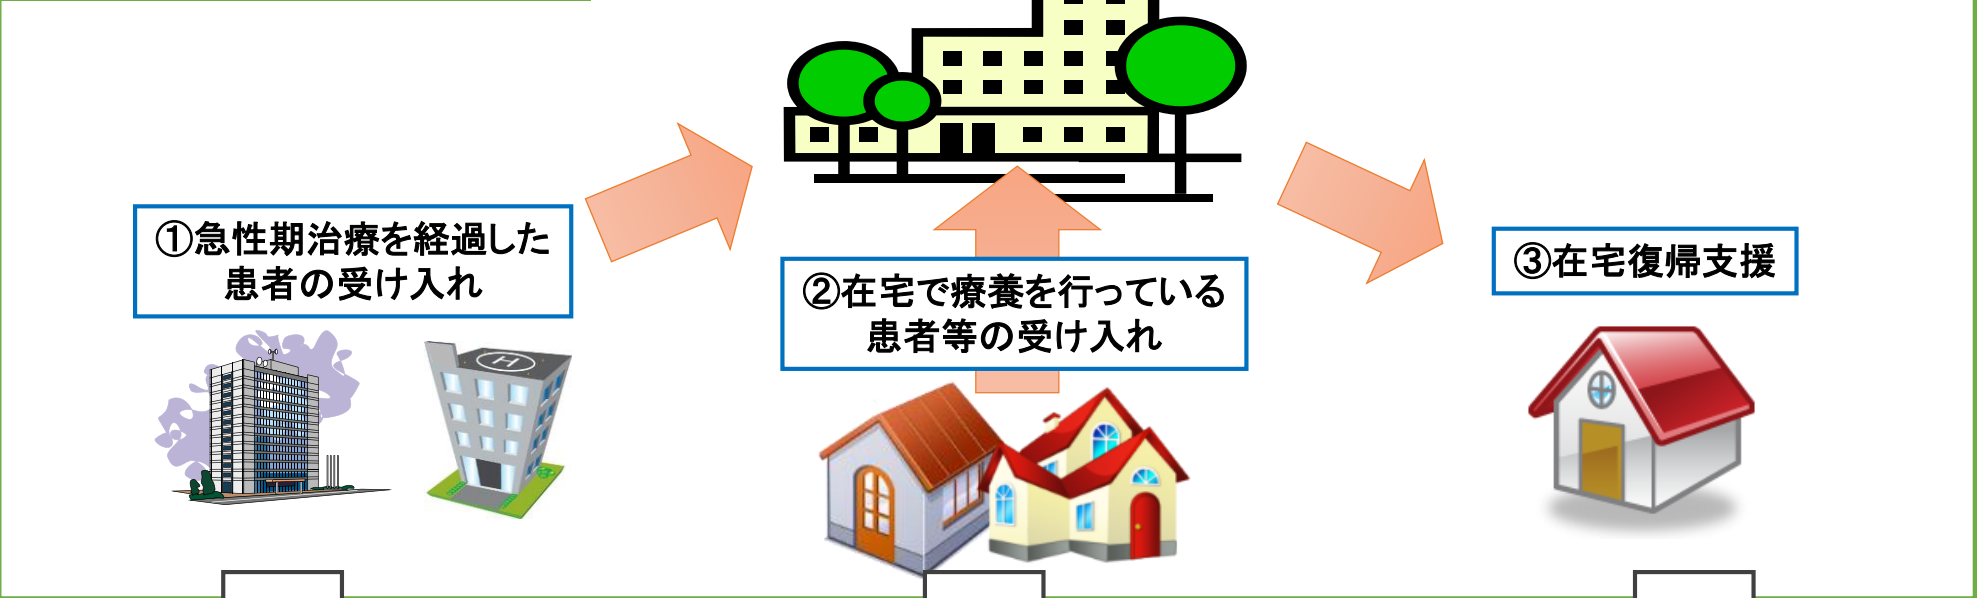 ①急性期治療を経過した
患者の受け入れ
②在宅で療養を行っている
患者等の受け入れ
③在宅復帰支援
H